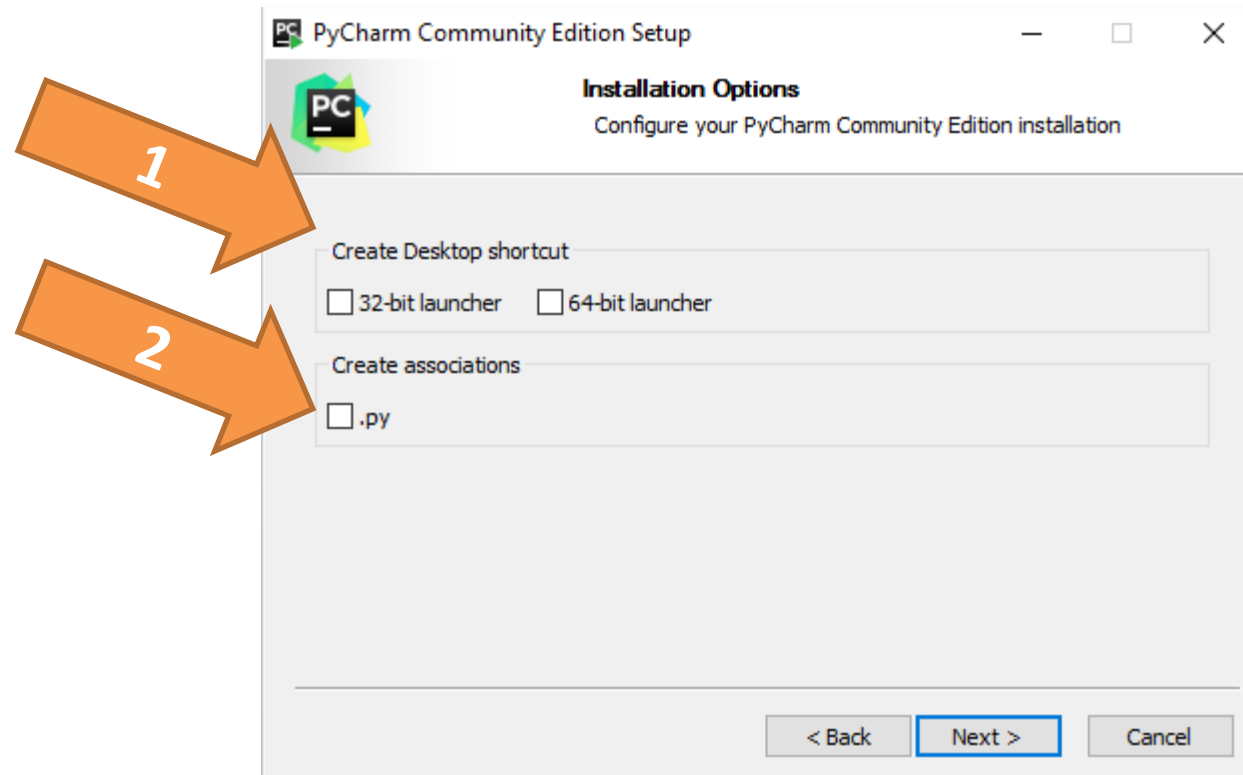 PC PyCharm Community Edition Setup
PC
Installation Options
Configure your PyCharm Community Edition installation
1
Create Desktop shortcut
32-bit launcher 64-bit launcher
2
Create associations
.py
< Back Next > Cancel